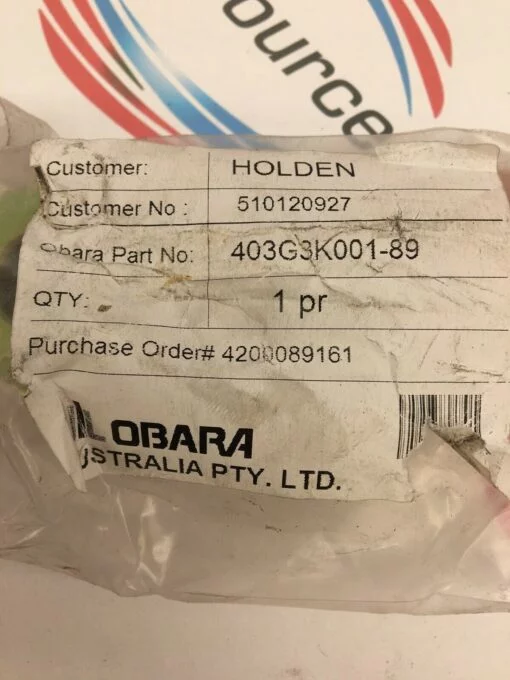 ource
Customer: HOLDEN
Customer No : 510120927
Obara Part No: 403G3K001-89
QTY: 1 pr
Purchase Order# 4200089161
OBARA
USTRALIA PTY. LTD.